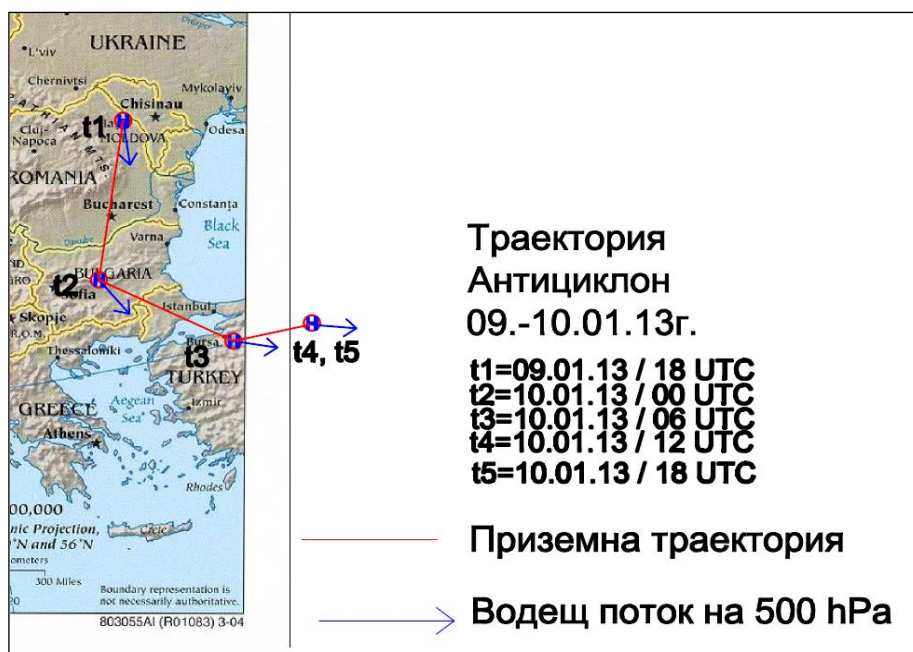 UKRAINE
L'viv
Chernivtsi
Mykolayiv
Chisinau
Odesa
t1
MOLDOVA
Cluj-
Napoca
ROMANIA
Bucharest
Constanţa
Black
Sea
Danube
Varna
BULGARIA
t2
Sofia
Istanbul
Skopje
Bursa
t3
t4, t5
Thessaloniki
TURKEY
Aegean
Sea
GREECE
İzmir
Athens
Rhodes
Crete
00,000
nic Projection,
°N and 56°N
ometers
300 Miles
Boundary representation is
not necessarily authoritative.
803055AI (R01083) 3-04
Траектория
Антициклон
09.-10.01.13г.
t1=09.01.13 / 18 UTC
t2=10.01.13 / 00 UTC
t3=10.01.13 / 06 UTC
t4=10.01.13 / 12 UTC
t5=10.01.13 / 18 UTC
Приземна траектория
Водещ поток на 500 hPa